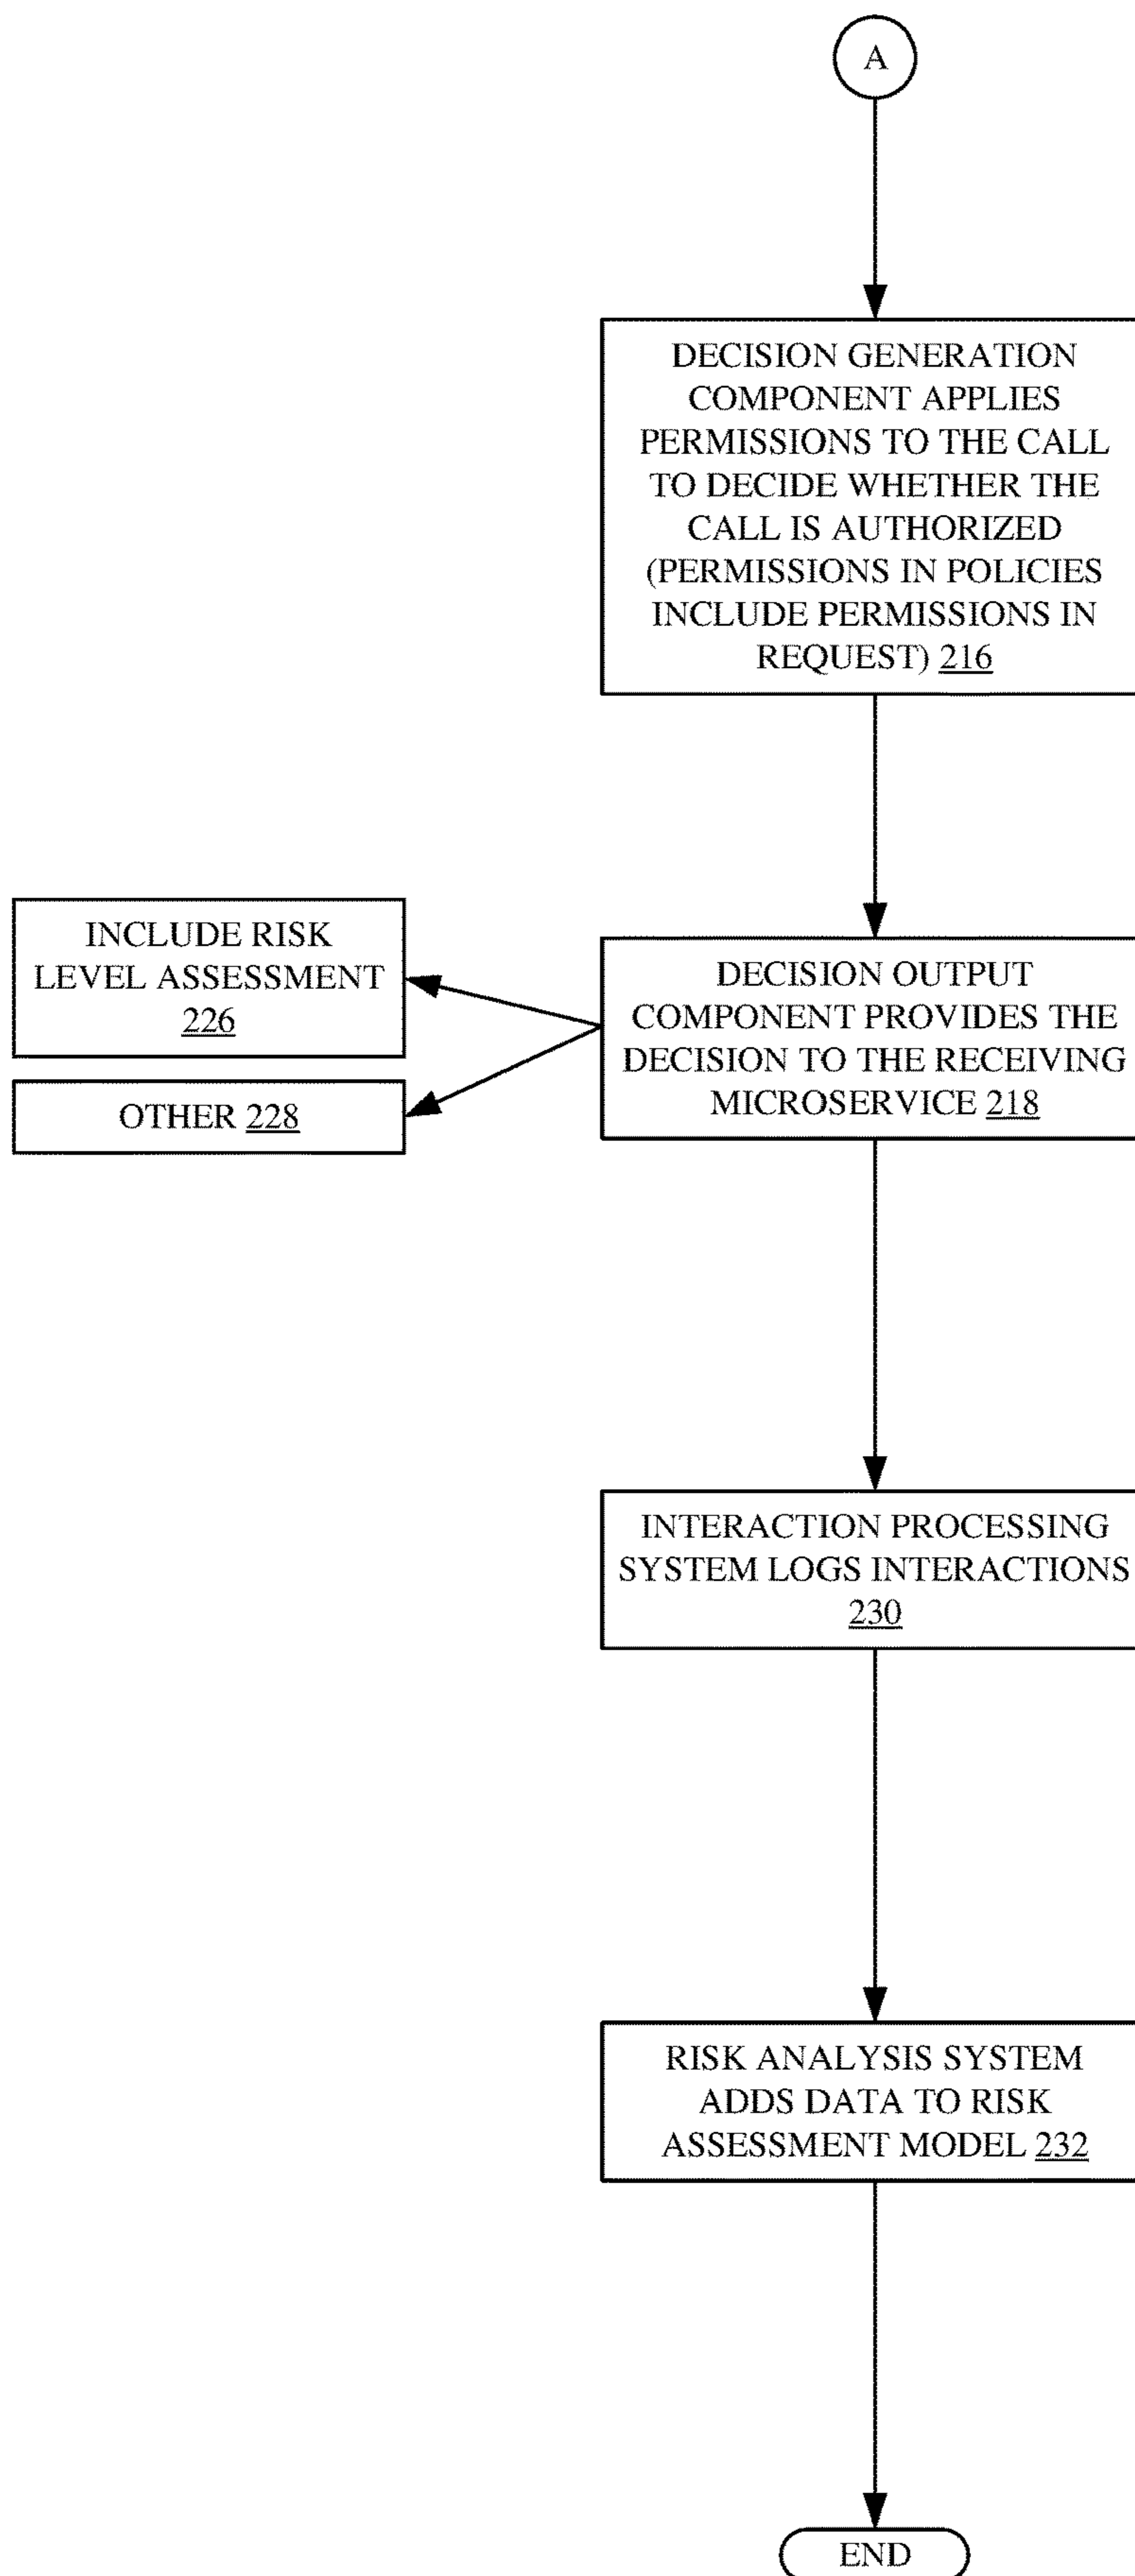 A
DECISION GENERATION
COMPONENT APPLIES
PERMISSIONS TO THE CALL
TO DECIDE WHETHER THE
CALL IS AUTHORIZED
(PERMISSIONS IN POLICIES
INCLUDE PERMISSIONS IN
REQUEST) 216
INCLUDE RISK
LEVEL ASSESSMENT
226
OTHER 228
DECISION OUTPUT
COMPONENT PROVIDES THE
DECISION TO THE RECEIVING
MICROSERVICE 218
INTERACTION PROCESSING
SYSTEM LOGS INTERACTIONS
230
RISK ANALYSIS SYSTEM
ADDS DATA TO RISK
ASSESSMENT MODEL 232
END